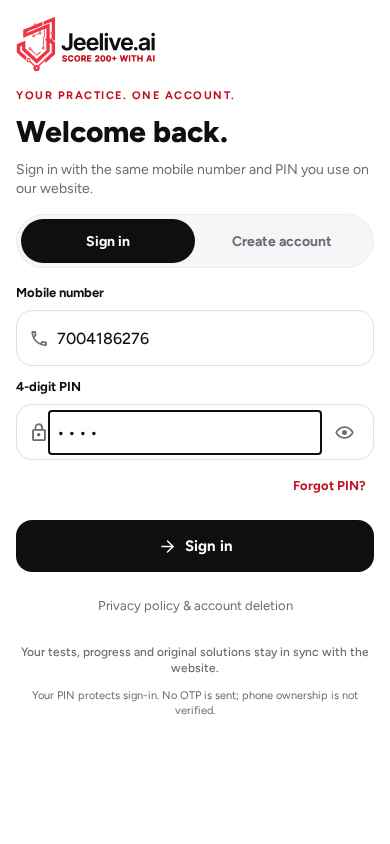 Jeelive.ai
SCORE 200+ WITH AI
YOUR PRACTICE. ONE ACCOUNT.
Welcome back.
Sign in with the same mobile number and PIN you use on
our website.
Sign in
Create account
Mobile number
7004186276
4-digit PIN
• • • •
Forgot PIN?
Sign in
Privacy policy & account deletion
Your tests, progress and original solutions stay in sync with the
website.
Your PIN protects sign-in. No OTP is sent; phone ownership is not
verified.